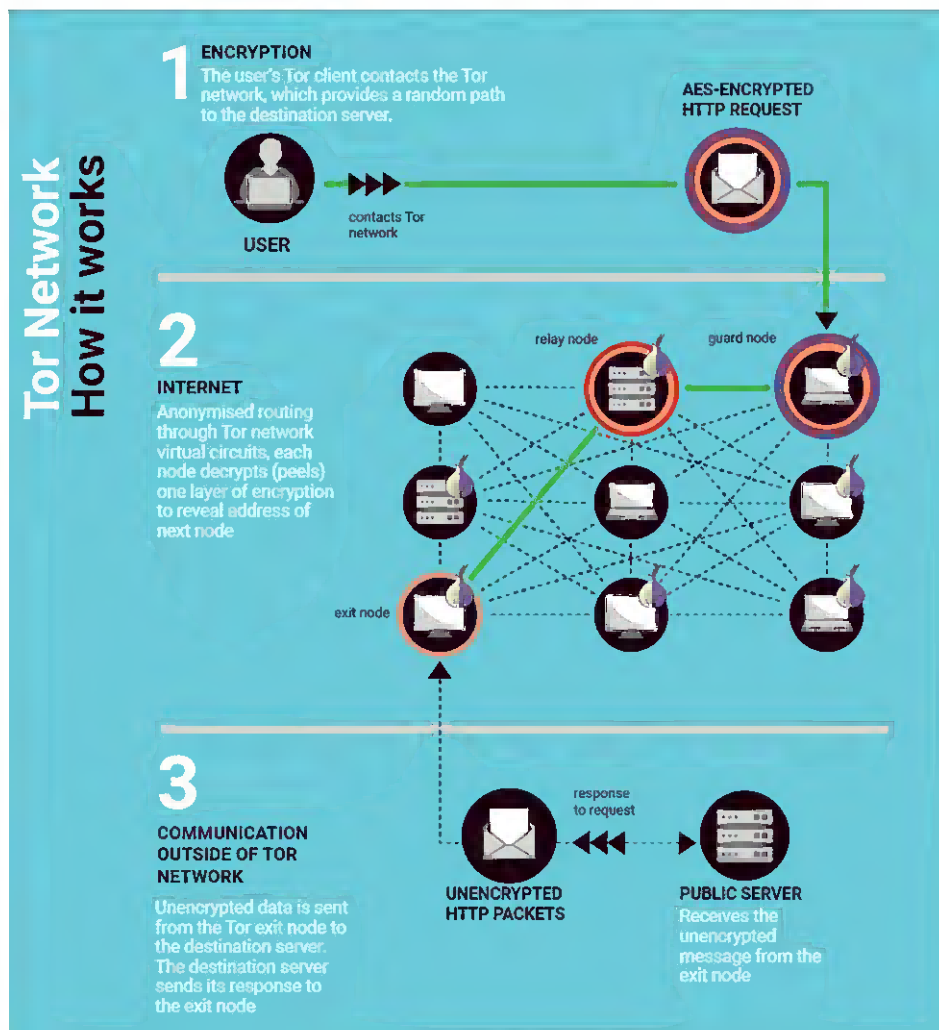 Tor Network
How it works
1
ENCRYPTION
The user's Tor client contacts the Tor
network, which provides a random path
to the destination server.
AES-ENCRYPTED
HTTP REQUEST
contacts Tor
network
USER
2
INTERNET
Anonymised routing
through Tor network
virtual circuits, each
node decrypts (peels)
one layer of encryption
to reveal address of
next node
relay node
guard node
exit node
3
COMMUNICATION
OUTSIDE OF TOR
NETWORK
Unencrypted data is sent
from the Tor exit node to
the destination server.
The destination server
sends its response to
the exit node
response
to request
UNENCRYPTED
HTTP PACKETS
PUBLIC SERVER
Receives the
unencrypted
message from the
exit node